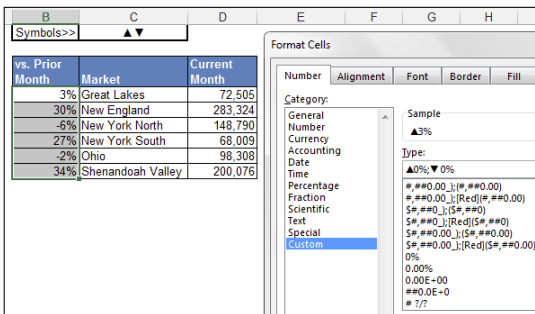 B C D E F G H
Symbols>> ▲▼
vs. Prior Month Market Current Month
3% Great Lakes 72,505
30% New England 283,324
-6% New York North 148,790
27% New York South 68,009
-2% Ohio 98,308
34% Shenandoah Valley 200,076
Format Cells
Number Alignment Font Border Fill
Category:
General
Number
Currency
Accounting
Date
Time
Percentage
Fraction
Scientific
Text
Special
Custom
Sample
▲3%
Type:
▲0%;▼ 0%
#,##0.00_);(#,##0.00)
#,##0.00_);[Red](#,##0.00)
$#,##0_);($#,##0)
$#,##0_);[Red]($#,##0)
$#,##0.00_);($#,##0.00)
$#,##0.00_);[Red]($#,##0.00)
0%
0.00%
0.00E+00
##0.0E+0
# ?/?